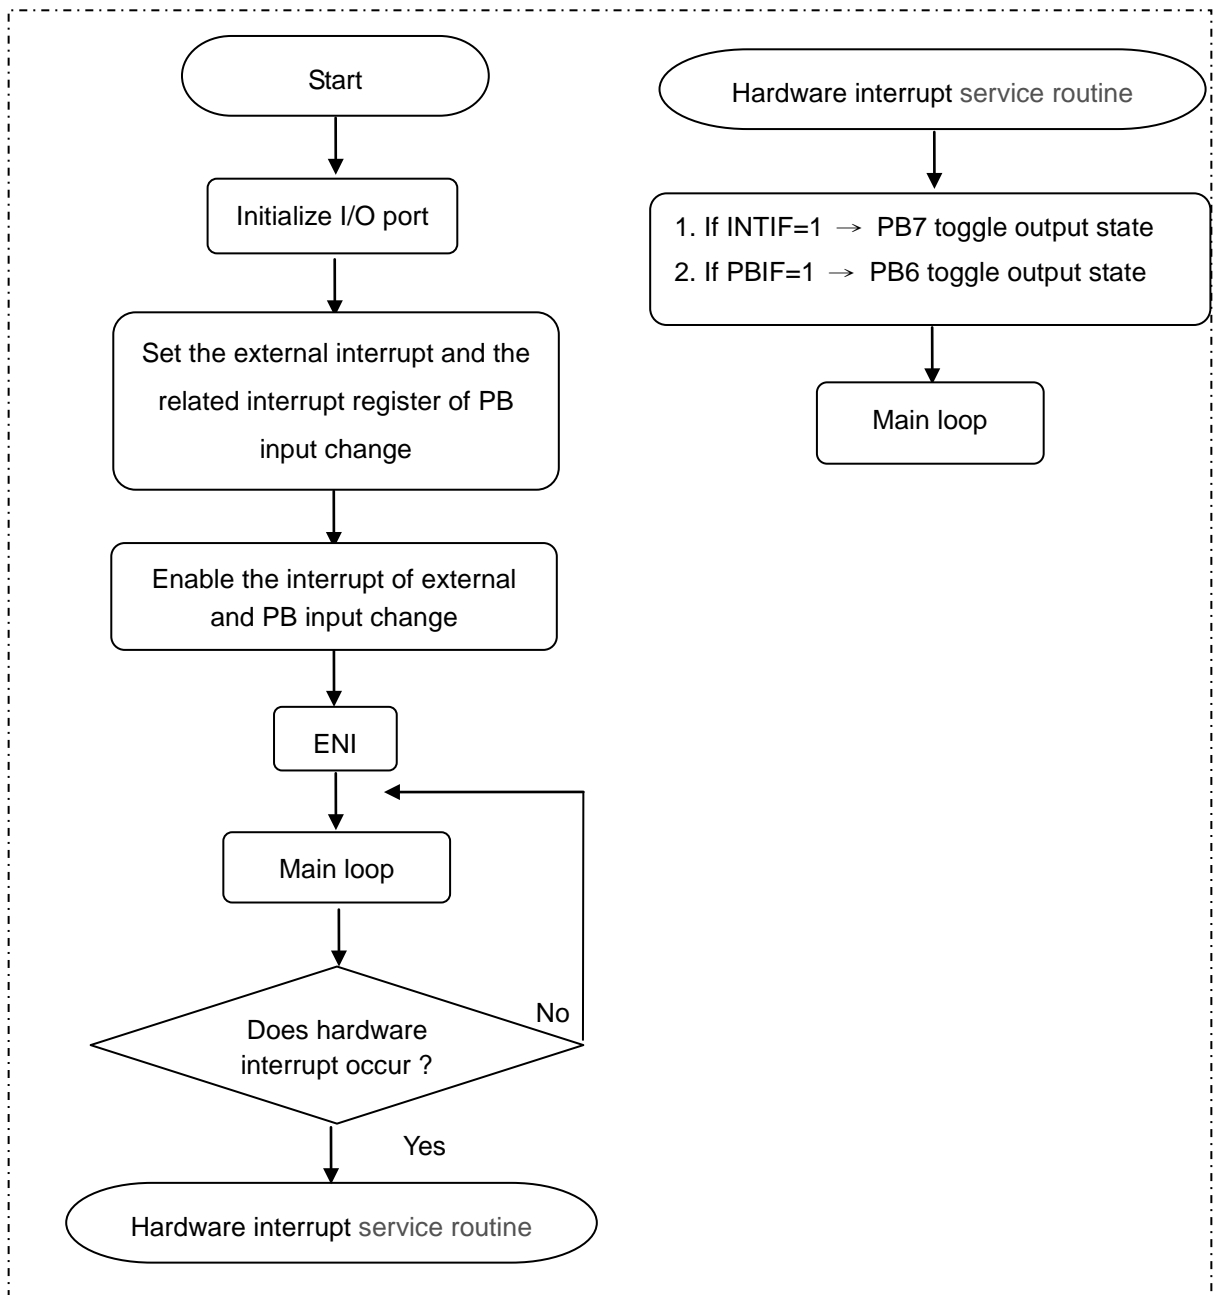 Start
Initialize I/O port
Set the external interrupt and the
related interrupt register of PB
input change
Enable the interrupt of external
and PB input change
ENI
Main loop
No
Does hardware
interrupt occur ?
Yes
Hardware interrupt service routine
Hardware interrupt service routine
1. If INTIF=1 → PB7 toggle output state
2. If PBIF=1 → PB6 toggle output state
Main loop